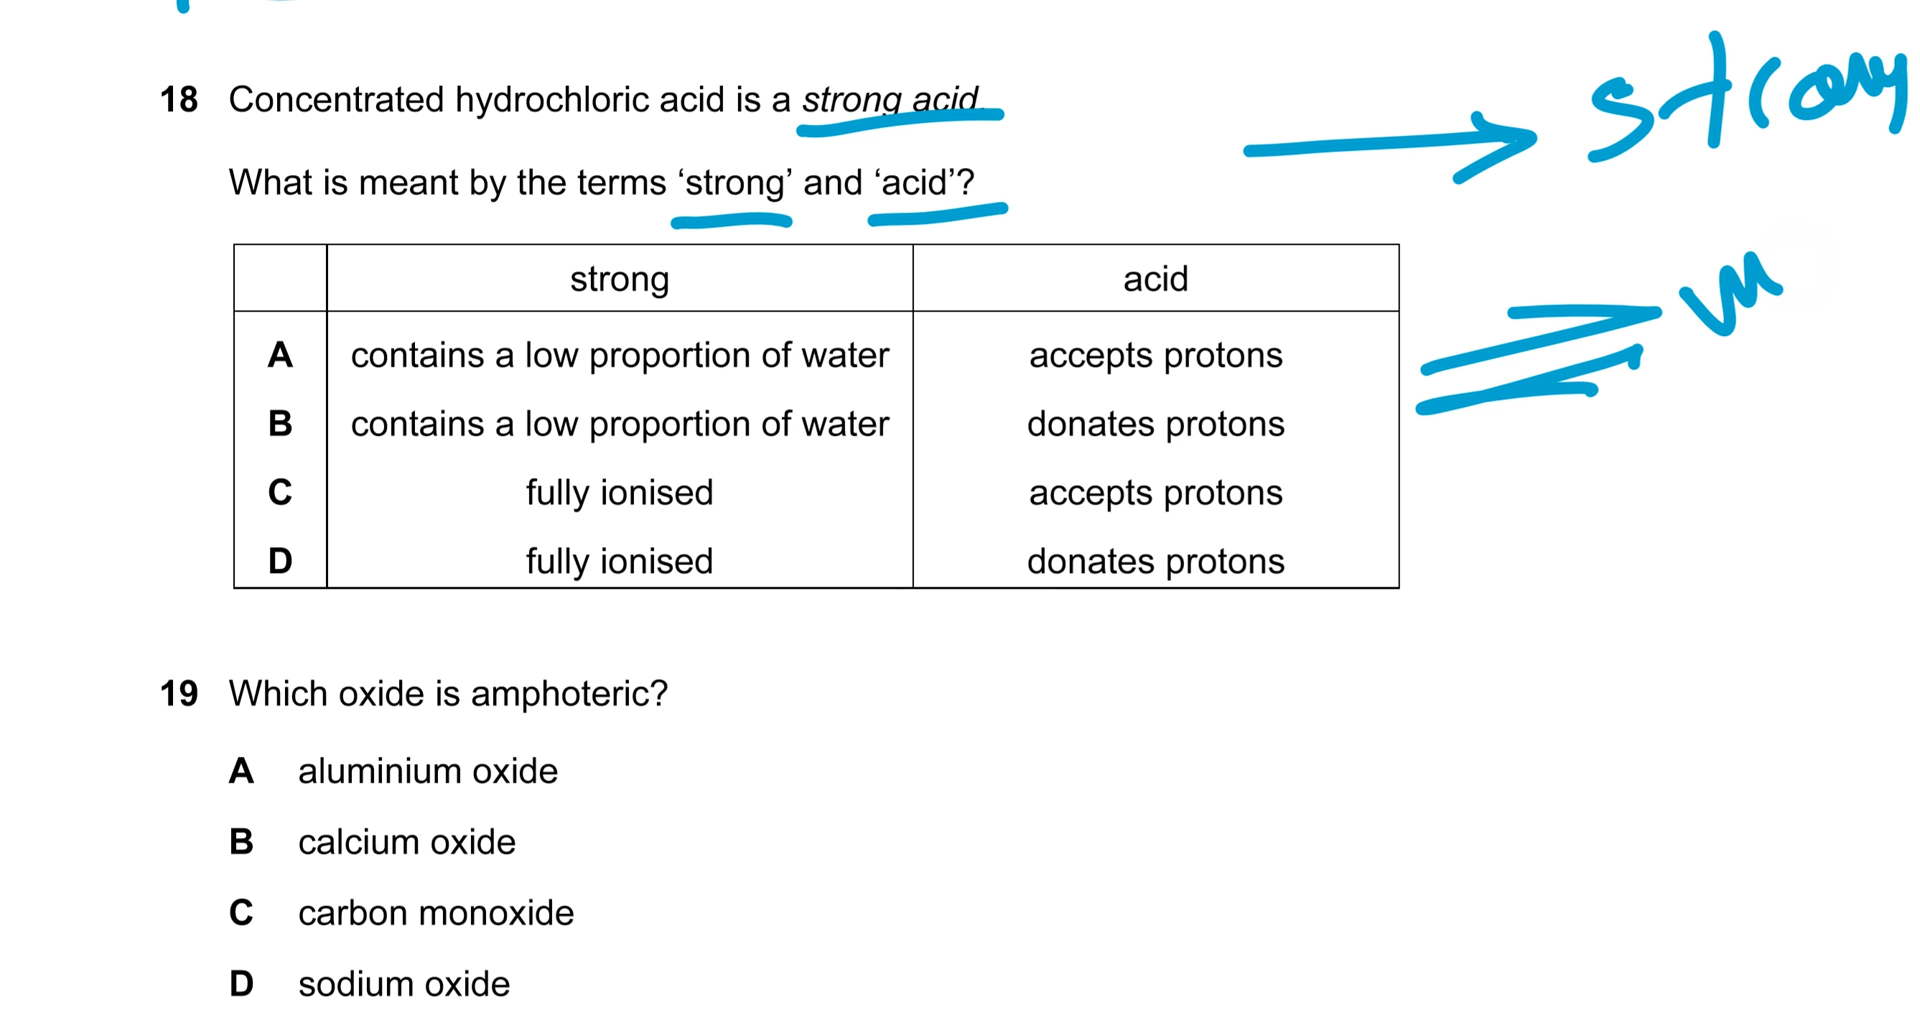 18 Concentrated hydrochloric acid is a strong acid.
strong
What is meant by the terms ‘strong’ and ‘acid’?
strong acid
A contains a low proportion of water accepts protons
B contains a low proportion of water donates protons
C fully ionised accepts protons
D fully ionised donates protons
19 Which oxide is amphoteric?
A aluminium oxide
B calcium oxide
C carbon monoxide
D sodium oxide